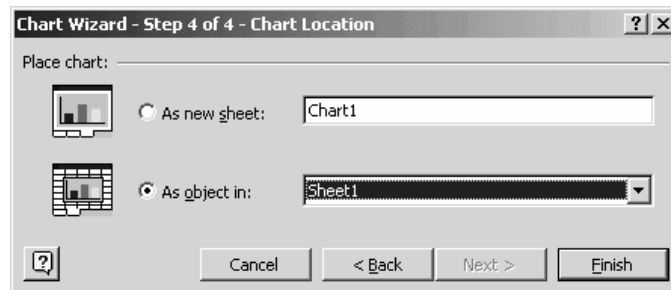 Chart Wizard - Step 4 of 4 - Chart Location
Place chart:
As new sheet: Chart1
As object in: Sheet1
Cancel < Back Next > Finish